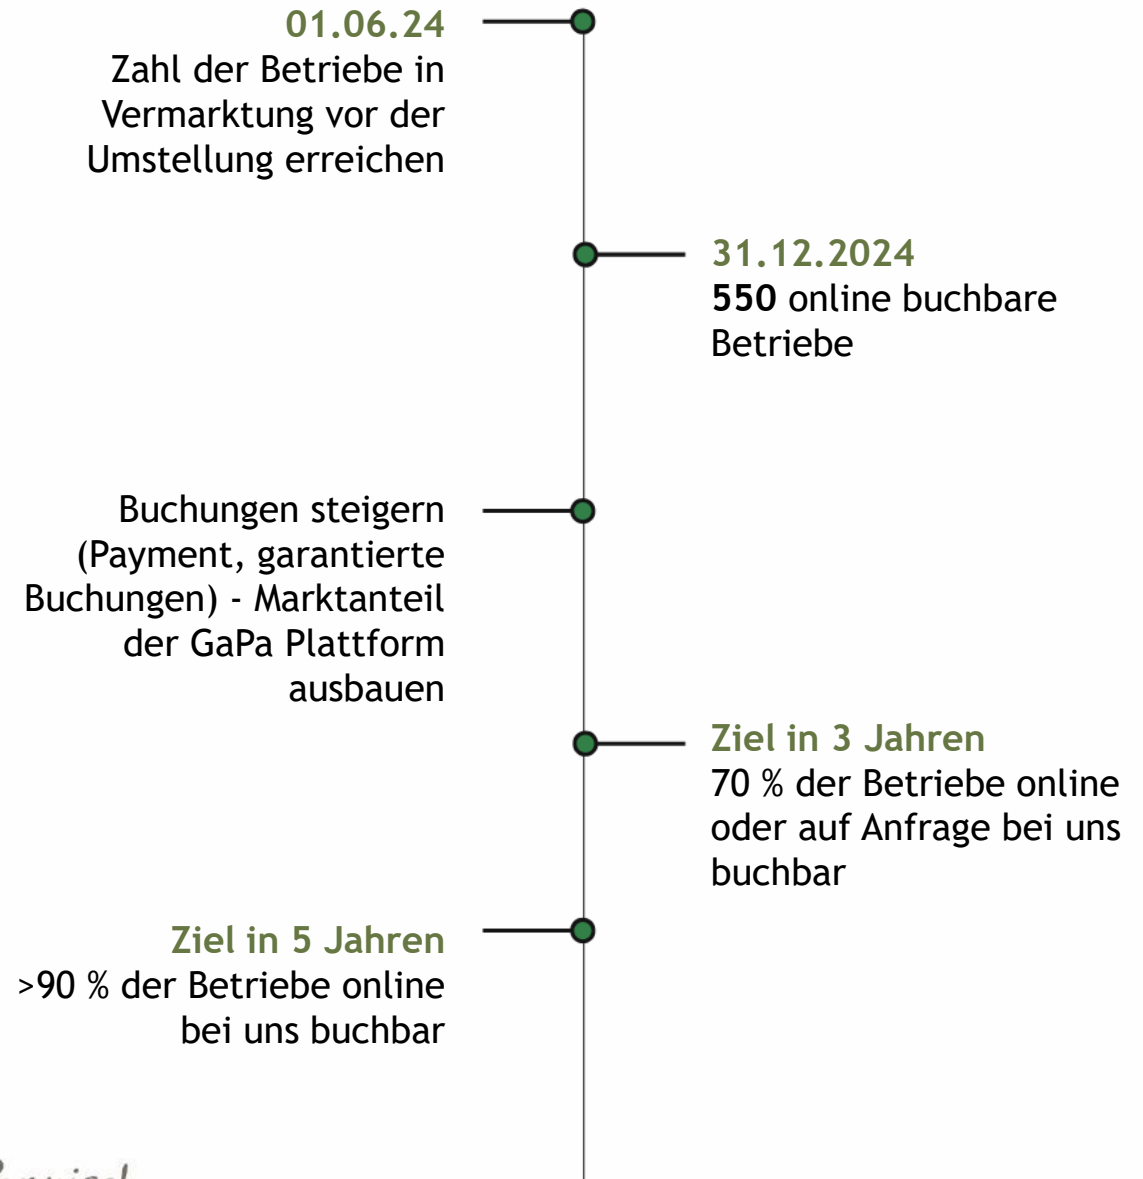 01.06.24
Zahl der Betriebe in
Vermarktung vor der
Umstellung erreichen
31.12.2024
550 online buchbare
Betriebe
Buchungen steigern
(Payment, garantierte
Buchungen) - Marktanteil
der GaPa Plattform
ausbauen
Ziel in 3 Jahren
70 % der Betriebe online
oder auf Anfrage bei uns
buchbar
Ziel in 5 Jahren
>90 % der Betriebe online
bei uns buchbar